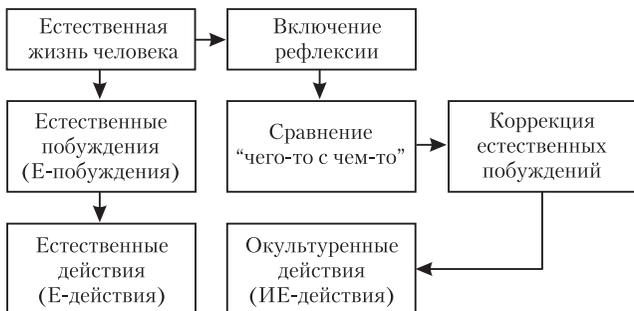 Естественная
жизнь человека
Включение
рефлексии
Естественные
побуждения
(Е-побуждения)
Сравнение
“чего-то с чем-то”
Коррекция
естественных
побуждений
Естественные
действия
(Е-действия)
Окультуренные
действия
(ИЕ-действия)